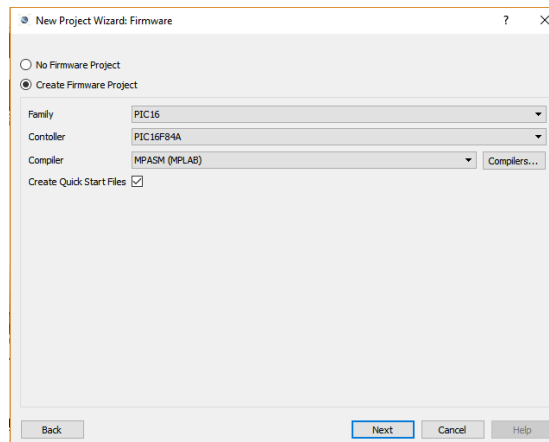 New Project Wizard: Firmware
No Firmware Project
Create Firmware Project
Family PIC16
Contoller PIC16F84A
Compiler MPASM (MPLAB) Compilers...
Create Quick Start Files
Back Next Cancel Help